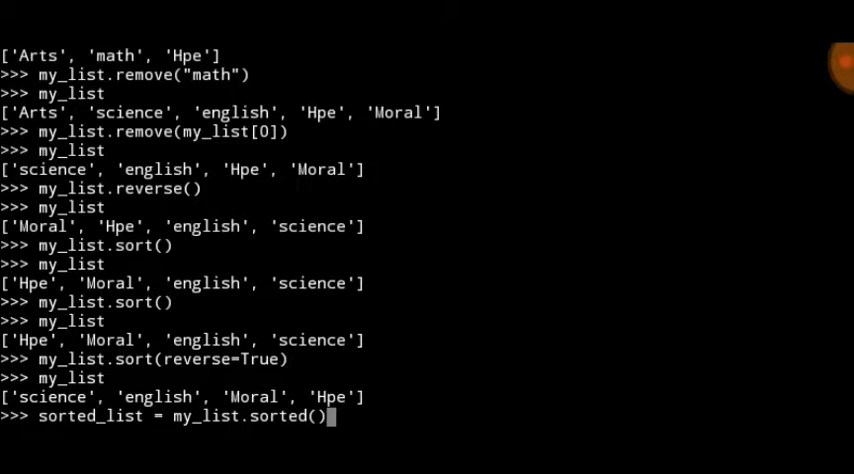 ['Arts', 'math', 'Hpe']
>>> my_list.remove("math")
>>> my_list
['Arts', 'science', 'english', 'Hpe', 'Moral']
>>> my_list.remove(my_list[0])
>>> my_list
['science', 'english', 'Hpe', 'Moral']
>>> my_list.reverse()
>>> my_list
['Moral', 'Hpe', 'english', 'science']
>>> my_list.sort()
>>> my_list
['Hpe', 'Moral', 'english', 'science']
>>> my_list.sort()
>>> my_list
['Hpe', 'Moral', 'english', 'science']
>>> my_list.sort(reverse=True)
>>> my_list
['science', 'english', 'Moral', 'Hpe']
>>> sorted_list = my_list.sorted()